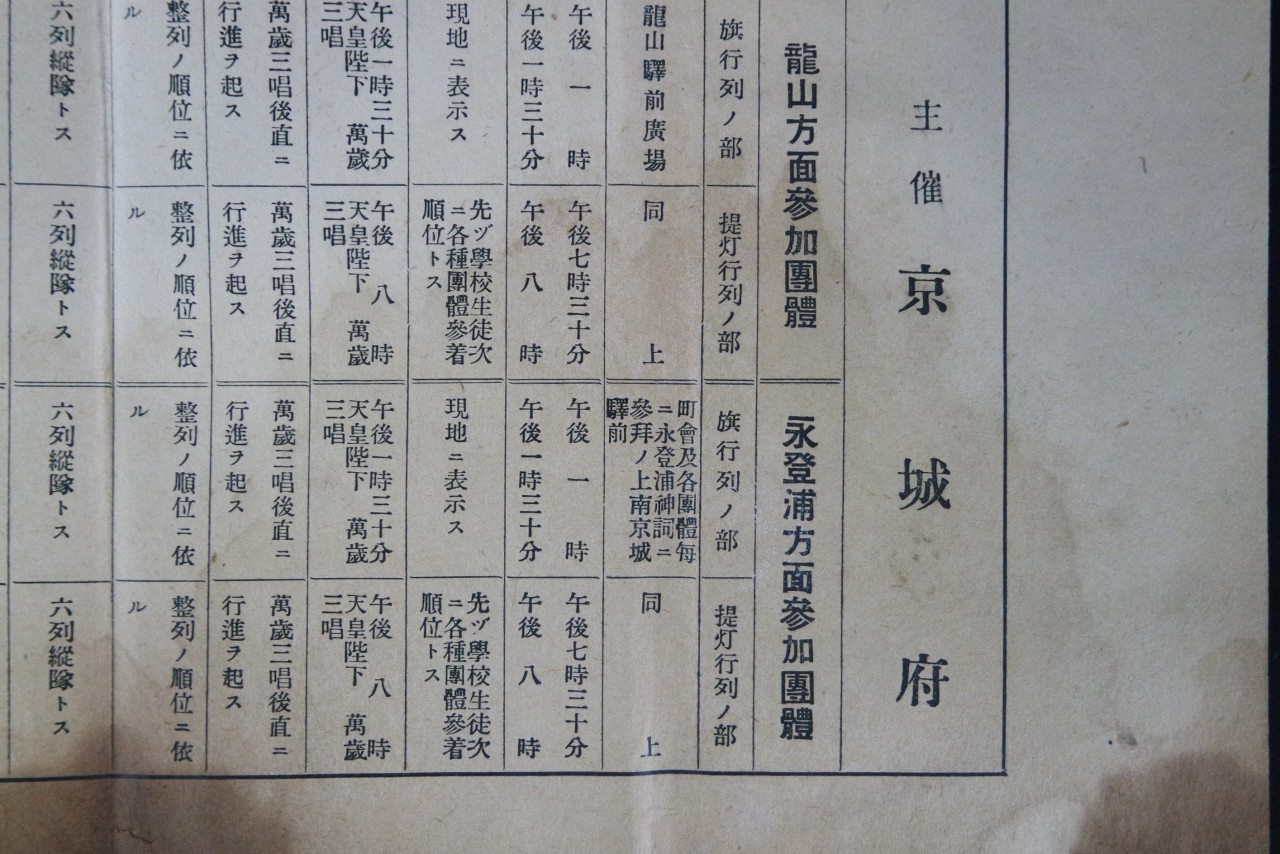 主催 京城府
龍山方面參加團體
永登浦方面參加團體
旗行列ノ部
提灯行列ノ部
旗行列ノ部
提灯行列ノ部
龍山驛前廣場
同上
町會及各團體每
ニ永登浦神詞ニ
參拜ノ上南京城
驛前
同上
午後一時
午後一時三十分
午後七時三十分
午後八時
午後一時
午後一時三十分
午後七時三十分
午後八時
現地ニ表示ス
先ヅ學校生徒次
ニ各種團體參着
順位トス
現地ニ表示ス
先ヅ學校生徒次
ニ各種團體參着
順位トス
午後一時三十分
天皇陛下 萬歲
三唱
午後八時
天皇陛下 萬歲
三唱
午後一時三十分
天皇陛下 萬歲
三唱
午後八時
天皇陛下 萬歲
三唱
萬歲三唱後直ニ
行進ヲ起ス
萬歲三唱後直ニ
行進ヲ起ス
萬歲三唱後直ニ
行進ヲ起ス
萬歲三唱後直ニ
行進ヲ起ス
整列ノ順位ニ依
ル
整列ノ順位ニ依
ル
整列ノ順位ニ依
ル
整列ノ順位ニ依
ル
六列縱隊トス
六列縱隊トス
六列縱隊トス
六列縱隊トス